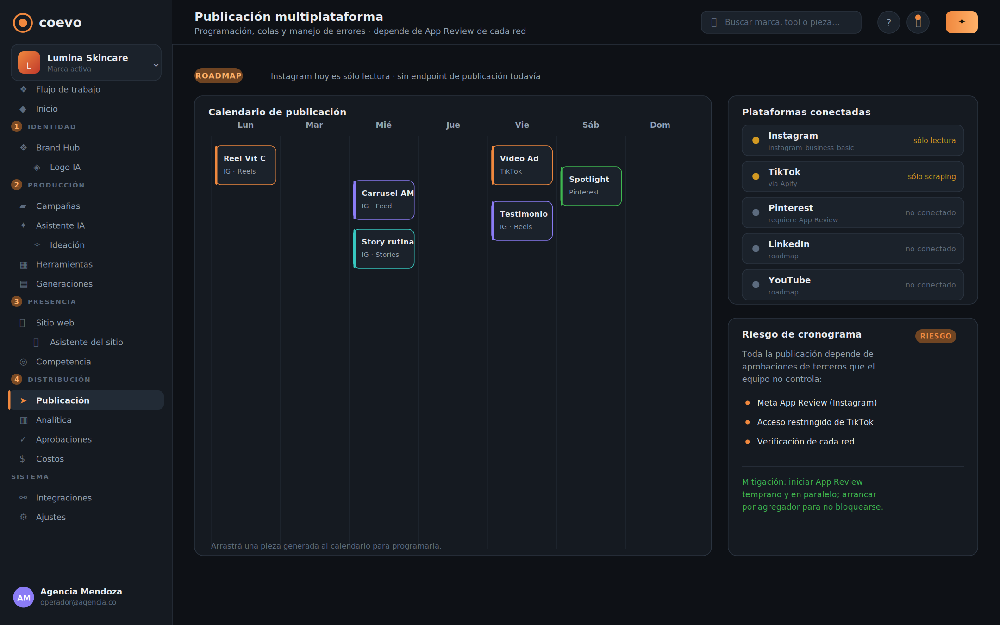 coevo
L
Lumina Skincare
Marca activa
Flujo de trabajo
Inicio
1 IDENTIDAD
Brand Hub
Logo IA
2 PRODUCCIÓN
Campañas
Asistente IA
Ideación
Herramientas
Generaciones
3 PRESENCIA
Sitio web
Asistente del sitio
Competencia
4 DISTRIBUCIÓN
Publicación
Analítica
Aprobaciones
$ Costos
SISTEMA
Integraciones
Ajustes
AM
Agencia Mendoza
operador@agencia.co
Publicación multiplataforma
Programación, colas y manejo de errores · depende de App Review de cada red
Buscar marca, tool o pieza...
?
ROADMAP
Instagram hoy es sólo lectura · sin endpoint de publicación todavía
Calendario de publicación
Lun Mar Mié Jue Vie Sáb Dom
Reel Vit C
IG · Reels
Carrusel AM
IG · Feed
Story rutina
IG · Stories
Video Ad
TikTok
Testimonio
IG · Reels
Spotlight
Pinterest
Arrastrá una pieza generada al calendario para programarla.
Plataformas conectadas
Instagram
instagram_business_basic
sólo lectura
TikTok
vía Apify
sólo scraping
Pinterest
requiere App Review
no conectado
LinkedIn
roadmap
no conectado
YouTube
roadmap
no conectado
Riesgo de cronograma
RIESGO
Toda la publicación depende de
aprobaciones de terceros que el
equipo no controla:
Meta App Review (Instagram)
Acceso restringido de TikTok
Verificación de cada red
Mitigación: iniciar App Review
temprano y en paralelo; arrancar
por agregador para no bloquearse.